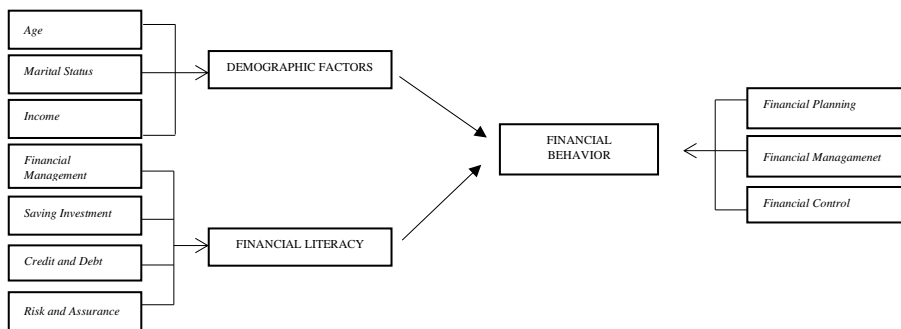 Age
Marital Status
Income
Financial
Management
Saving Investment
Credit and Debt
Risk and Assurance
DEMOGRAPHIC FACTORS
FINANCIAL LITERACY
FINANCIAL
BEHAVIOR
Financial Planning
Financial Managamenet
Financial Control